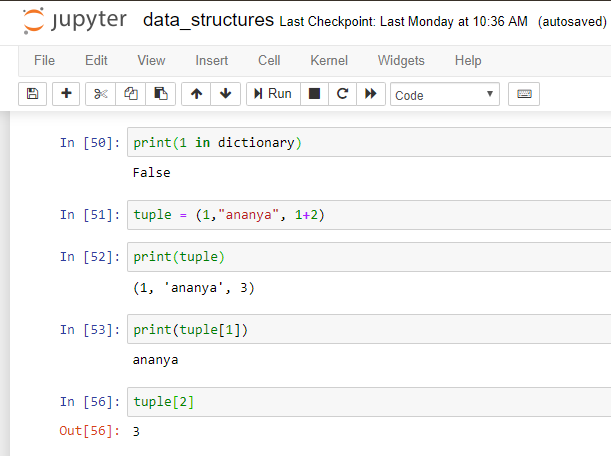 jupyter data_structures Last Checkpoint: Last Monday at 10:36 AM (autosaved)
File Edit View Insert Cell Kernel Widgets Help
Run Code
In [50]: print(1 in dictionary)
False
In [51]: tuple = (1,"ananya", 1+2)
In [52]: print(tuple)
(1, 'ananya', 3)
In [53]: print(tuple[1])
ananya
In [56]: tuple[2]
Out[56]: 3